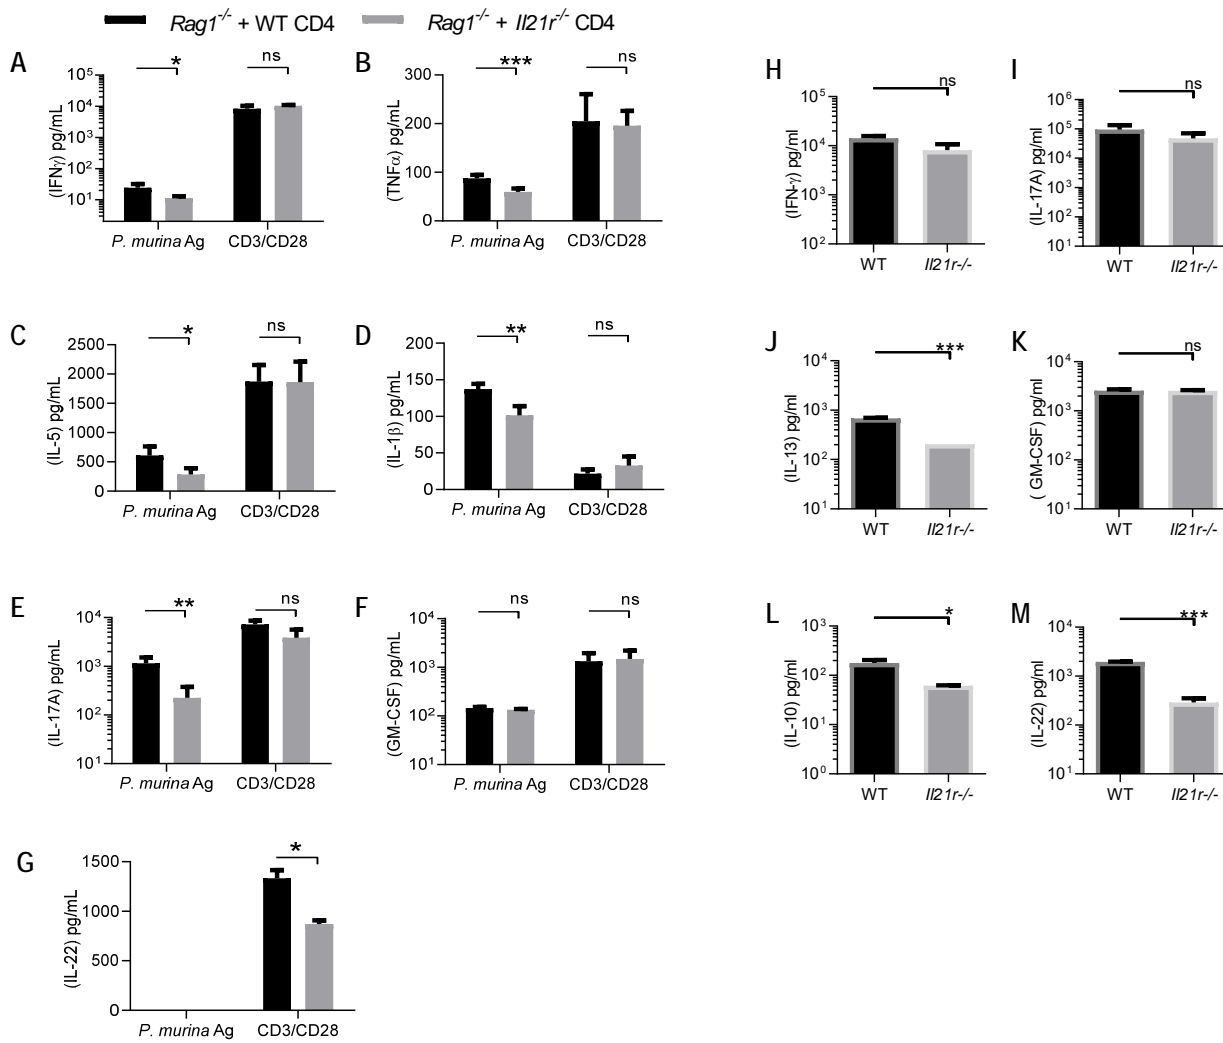 Rag1-/- + WT CD4
Rag1-/- + Il21r-/- CD4
A
(IFNγ) pg/mL
10⁵
10⁴
10³
10²
10¹
*
ns
P. murina Ag
CD3/CD28
B
(TNFα) pg/mL
300
200
100
0
***
ns
P. murina Ag
CD3/CD28
H
(IFN-γ) pg/ml
10⁵
10⁴
10³
10²
ns
WT
Il21r-/-
I
(IL-17A) pg/ml
10⁶
10⁵
10⁴
10³
10²
10¹
ns
WT
Il21r-/-
C
(IL-5) pg/mL
2500
2000
1500
1000
500
0
*
ns
P. murina Ag
CD3/CD28
D
(IL-1β) pg/mL
200
150
100
50
0
**
ns
P. murina Ag
CD3/CD28
J
(IL-13) pg/ml
10⁴
10³
10²
10¹
***
WT
Il21r-/-
K
( GM-CSF) pg/ml
10⁴
10³
10²
10¹
ns
WT
Il21r-/-
E
(IL-17A) pg/mL
10⁴
10³
10²
10¹
**
ns
P. murina Ag
CD3/CD28
F
(GM-CSF) pg/mL
10⁴
10³
10²
10¹
ns
ns
P. murina Ag
CD3/CD28
L
(IL-10) pg/ml
10³
10²
10¹
10⁰
*
WT
Il21r-/-
M
(IL-22) pg/ml
10⁴
10³
10²
10¹
***
WT
Il21r-/-
G
(IL-22) pg/mL
1500
1000
500
0
*
P. murina Ag
CD3/CD28